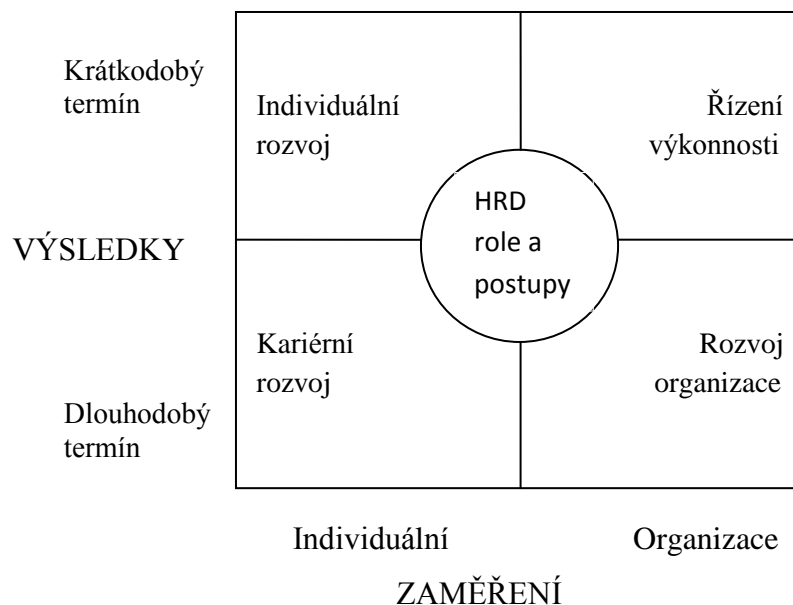 Krátkodobý
termín
Individuální
rozvoj
Řízení
výkonnosti
HRD
role a
postupy
VÝSLEDKY
Kariérní
rozvoj
Rozvoj
organizace
Dlouhodobý
termín
Individuální
Organizace
ZAMĚŘENÍ